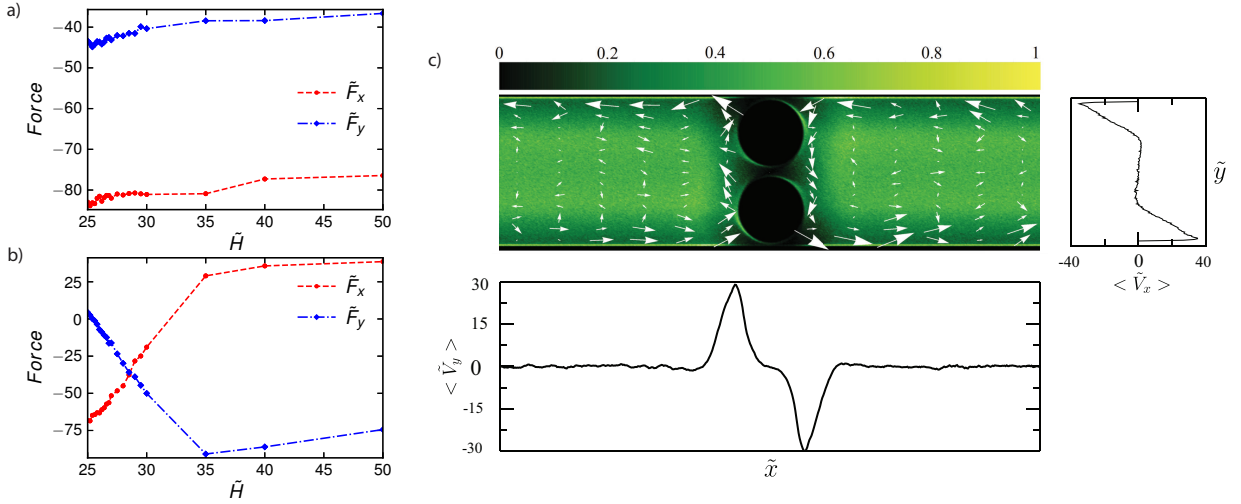 a)
−40
−50
−60
−70
−80
Force
F̃x
F̃y
25 30 35 40 45 50
H̃
b)
25
0
−25
−50
−75
Force
F̃x
F̃y
25 30 35 40 45 50
H̃
c)
0 0.2 0.4 0.6 0.8 1
ỹ
-40 0 40
< Ṽx >
30
15
0
-15
-30
< Ṽy >
x̃